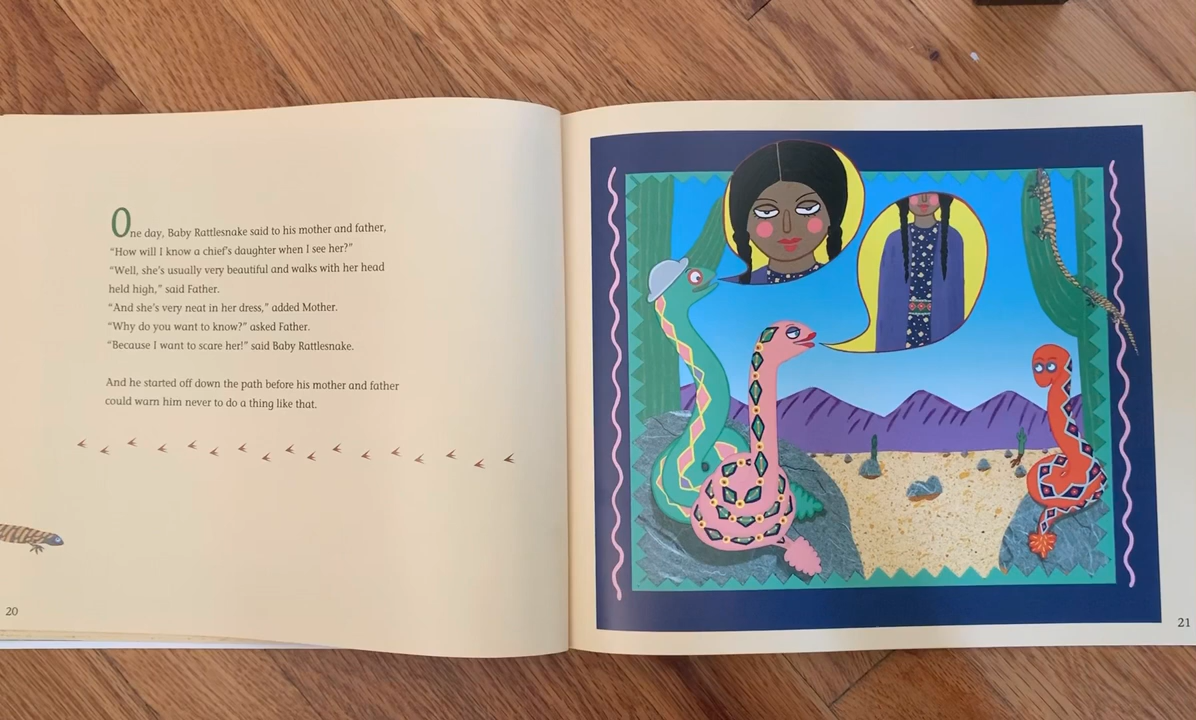 One day, Baby Rattlesnake said to his mother and father,
“How will I know a chief’s daughter when I see her?”
“Well, she’s usually very beautiful and walks with her head
held high,” said Father.
“And she’s very neat in her dress,” added Mother.
“Why do you want to know?” asked Father.
“Because I want to scare her!” said Baby Rattlesnake.
And he started off down the path before his mother and father
could warn him never to do a thing like that.
20
21